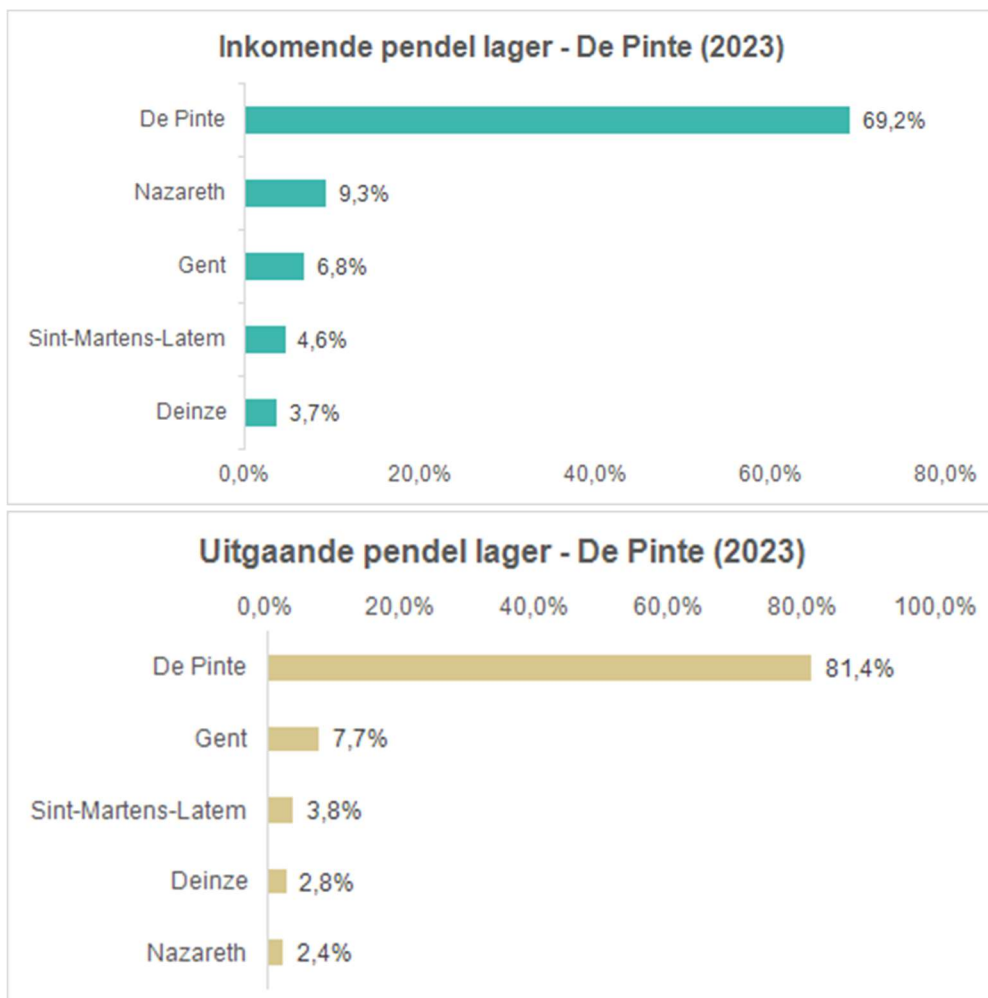 Inkomende pendel lager - De Pinte (2023)
De Pinte 69,2%
Nazareth 9,3%
Gent 6,8%
Sint-Martens-Latem 4,6%
Deinze 3,7%
0,0% 20,0% 40,0% 60,0% 80,0%
Uitgaande pendel lager - De Pinte (2023)
0,0% 20,0% 40,0% 60,0% 80,0% 100,0%
De Pinte 81,4%
Gent 7,7%
Sint-Martens-Latem 3,8%
Deinze 2,8%
Nazareth 2,4%